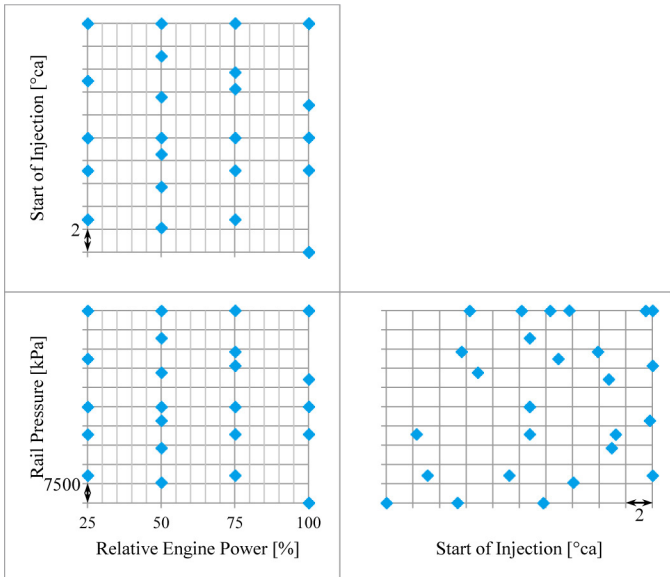 Start of Injection [°ca]
2
Rail Pressure [kPa]
7500
25 50 75 100
2
Relative Engine Power [%]
Start of Injection [°ca]